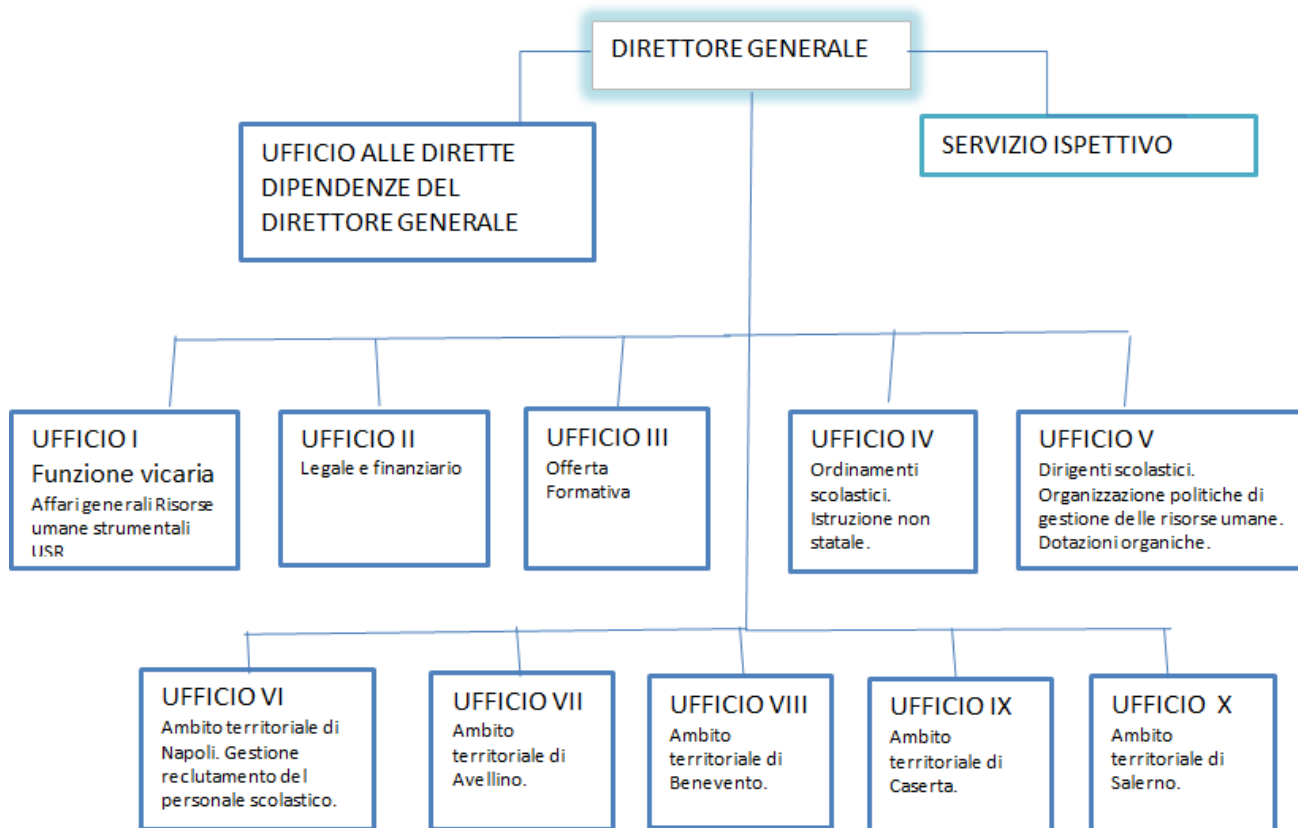 DIRETTORE GENERALE
UFFICIO ALLE DIRETTE
DIPENDENZE DEL
DIRETTORE GENERALE
SERVIZIO ISPETTIVO
UFFICIO I
Funzione vicaria
Affari generali Risorse
umane strumentali
USR
UFFICIO II
Legale e finanziario
UFFICIO III
Offerta
Formativa
UFFICIO IV
Ordinamenti
scolastici.
Istruzione non
statale.
UFFICIO V
Dirigenti scolastici.
Organizzazione politiche di
gestione delle risorse umane.
Dotazioni organiche.
UFFICIO VI
Ambito territoriale di
Napoli. Gestione
reclutamento del
personale scolastico.
UFFICIO VII
Ambito
territoriale di
Avellino.
UFFICIO VIII
Ambito
territoriale di
Benevento.
UFFICIO IX
Ambito
territoriale di
Caserta.
UFFICIO X
Ambito
territoriale di
Salerno.